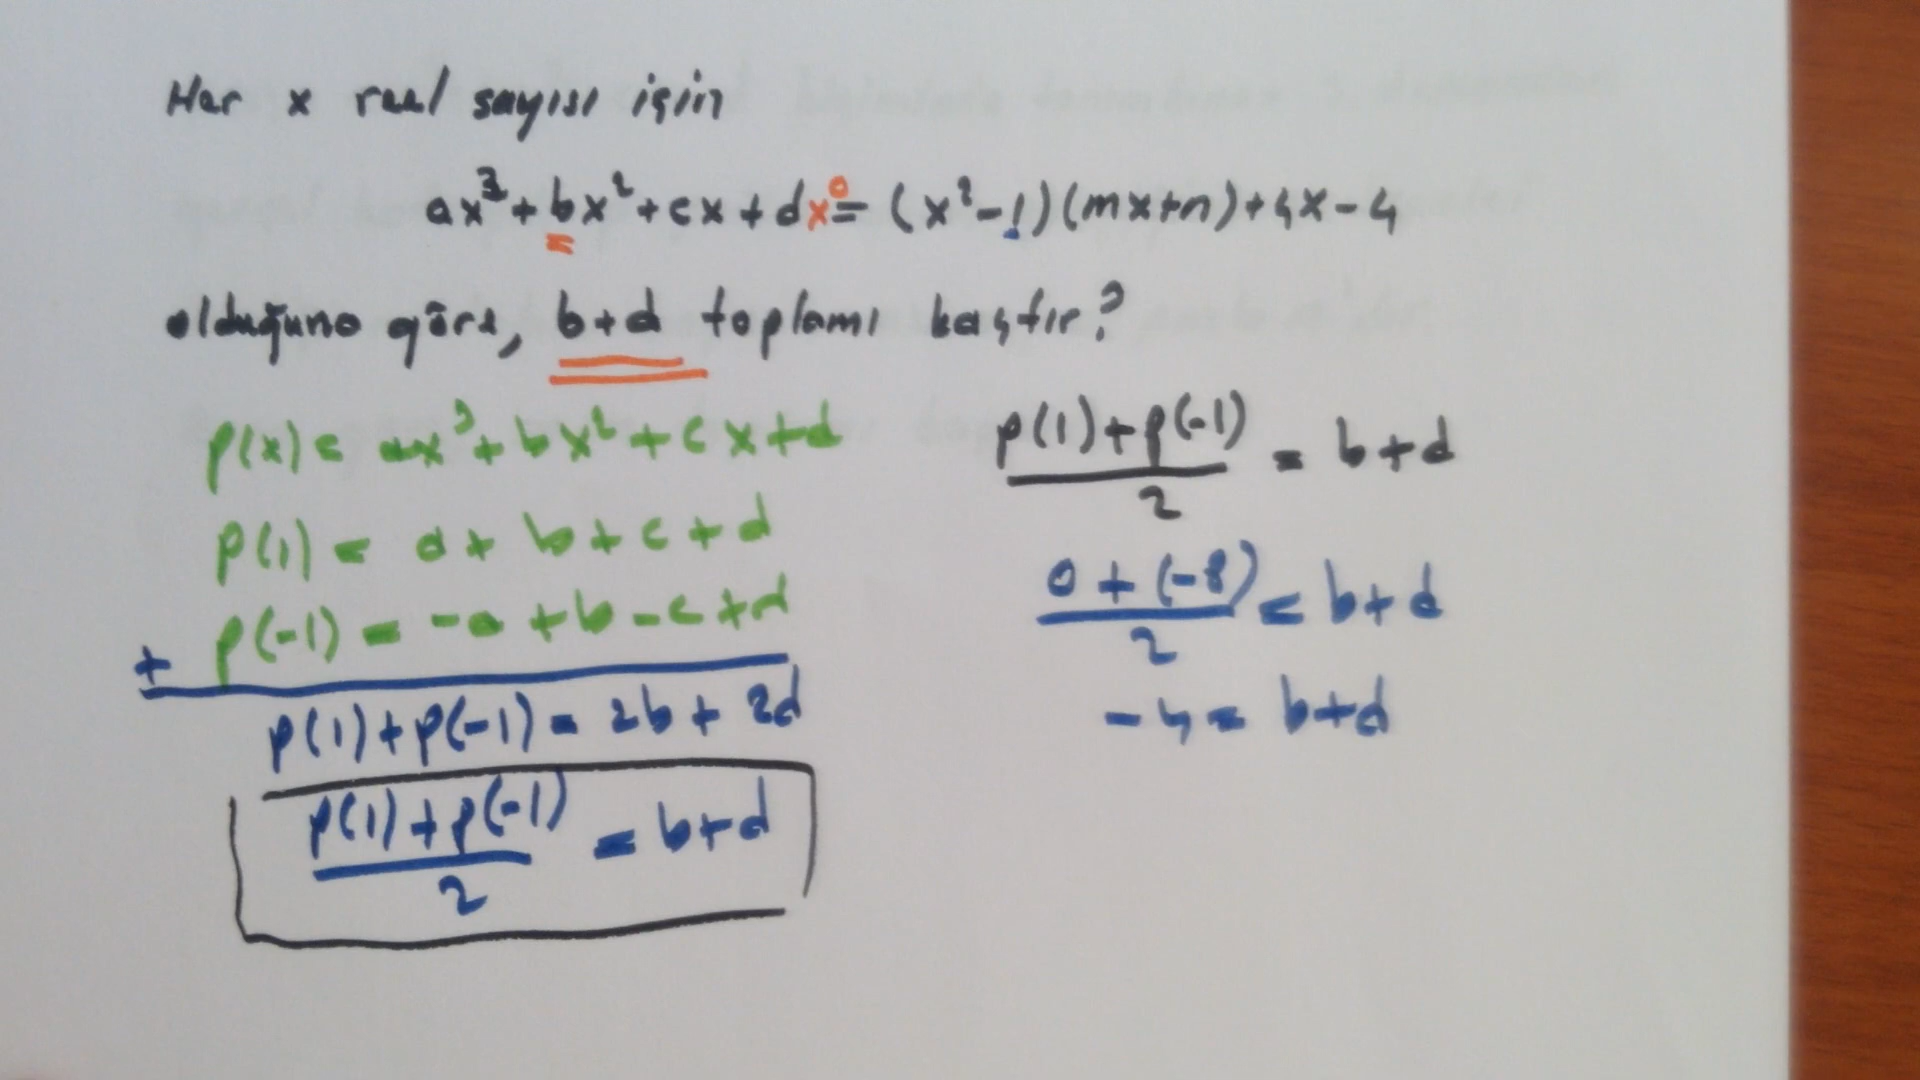 Her x reel sayısı için
ax³+bx²+cx+dx⁰=(x²-1)(mx+n)+4x-4
olduğuna göre, b+d toplamı kaçtır?
p(x)=ax³+bx²+cx+d
p(1)=a+b+c+d
+ p(-1)=-a+b-c+d
p(1)+p(-1)=2b+2d
p(1)+p(-1)/2=b+d
p(1)+p(-1)/2=b+d
0+(-8)/2=b+d
-4=b+d